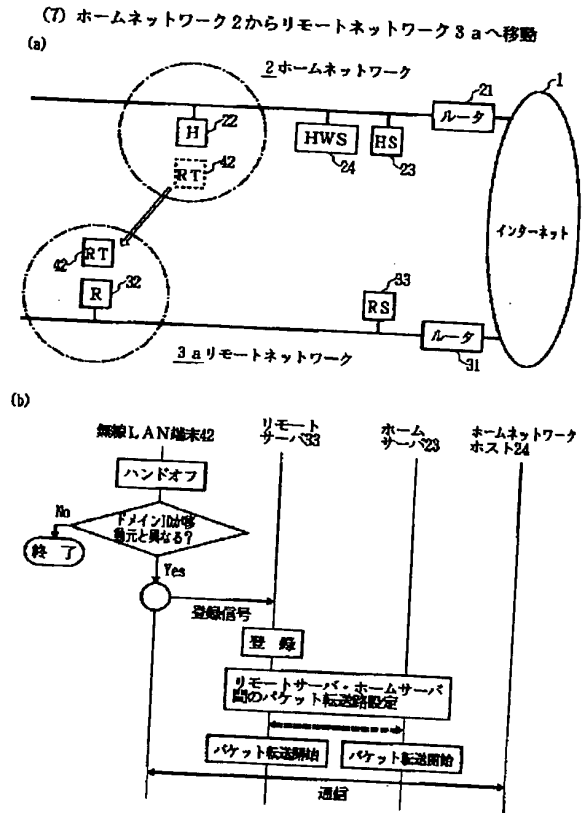 (7) ホームネットワーク2からリモートネットワーク3aへ移動
(a)
2ホームネットワーク
21
1
ルータ
H
22
HWS
24
HS
23
RT
42
インターネット
RT
42
R
32
33
RS
ルータ
31
3aリモートネットワーク
(b)
無線LAN端末42
リモート
サーバ33
ホーム
サーバ23
ホームネットワーク
ホスト24
ハンドオフ
No
ドメインIDが移
動元と異なる?
終了
Yes
登録信号
登録
リモートサーバ・ホームサーバ
間のパケット転送路設定
パケット転送開始
パケット転送開始
通信